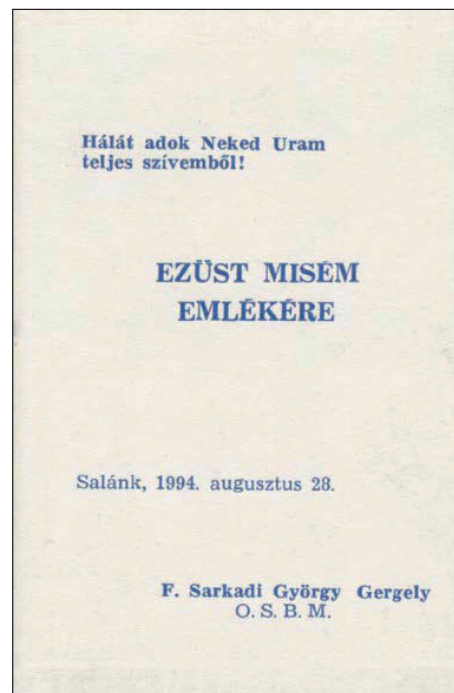 Hálát adok Neked Uram
teljes szívemből!
EZÜST MISÉM
EMLÉKÉRE
Salánk, 1994. augusztus 28.
F. Sarkadi György Gergely
O. S. B. M.